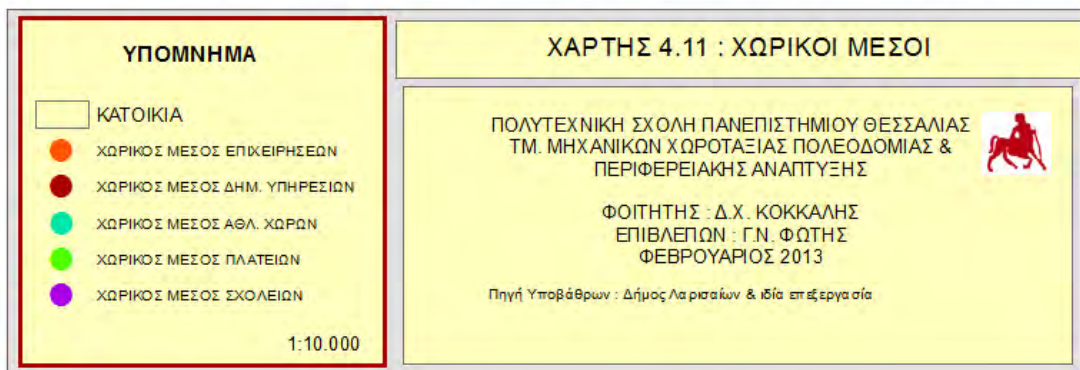 ΥΠΟΜΝΗΜΑ
ΚΑΤΟΙΚΙΑ
ΧΩΡΙΚΟΣ ΜΕΣΟΣ ΕΠΙΧΕΙΡΗΣΕΩΝ
ΧΩΡΙΚΟΣ ΜΕΣΟΣ ΔΗΜ. ΥΠΗΡΕΣΙΩΝ
ΧΩΡΙΚΟΣ ΜΕΣΟΣ ΑΘΛ. ΧΩΡΩΝ
ΧΩΡΙΚΟΣ ΜΕΣΟΣ ΠΛΑΤΕΙΩΝ
ΧΩΡΙΚΟΣ ΜΕΣΟΣ ΣΧΟΛΕΙΩΝ
1:10.000
ΧΑΡΤΗΣ 4.11 : ΧΩΡΙΚΟΙ ΜΕΣΟΙ
ΠΟΛΥΤΕΧΝΙΚΗ ΣΧΟΛΗ ΠΑΝΕΠΙΣΤΗΜΙΟΥ ΘΕΣΣΑΛΙΑΣ
ΤΜ. ΜΗΧΑΝΙΚΩΝ ΧΩΡΟΤΑΞΙΑΣ ΠΟΛΕΟΔΟΜΙΑΣ &
ΠΕΡΙΦΕΡΕΙΑΚΗΣ ΑΝΑΠΤΥΞΗΣ
ΦΟΙΤΗΤΗΣ : Δ.Χ. ΚΟΚΚΑΛΗΣ
ΕΠΙΒΛΕΠΩΝ : Γ.Ν. ΦΩΤΗΣ
ΦΕΒΡΟΥΑΡΙΟΣ 2013
Πηγή Υποβάθρων : Δήμος Λαρισαίων & ιδία επεξεργασία